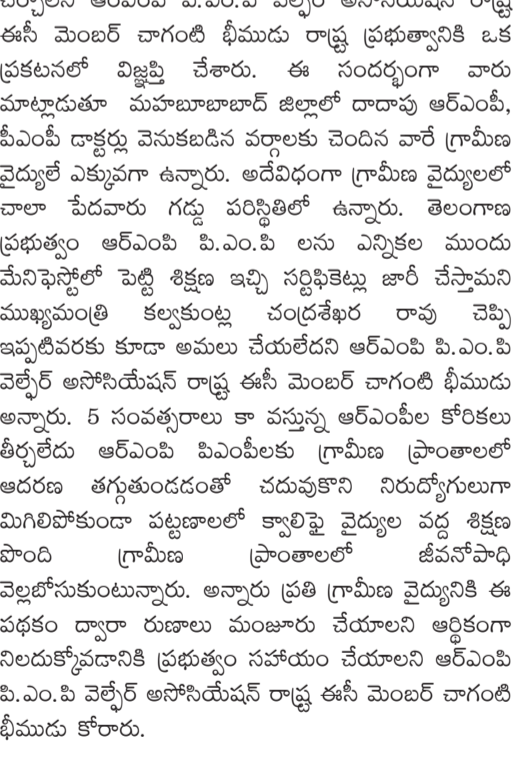 చేర్చాలని ఆర్ఎంపి పి.ఎం.పి వెల్ఫేర్ అసోసియేషన్ రాష్ట్ర
ఈసీ మెంబర్ చాగంటి భీముడు రాష్ట్ర ప్రభుత్వానికి ఒక
ప్రకటనలో విజ్ఞప్తి చేశారు. ఈ సందర్భంగా వారు
మాట్లాడుతూ మహబూబాబాద్ జిల్లాలో దాదాపు ఆర్ఎంపీ,
పీఎంపీ డాక్టర్లు వెనుకబడిన వర్గాలకు చెందిన వారే గ్రామీణ
వైద్యులే ఎక్కువగా ఉన్నారు. అదేవిధంగా గ్రామీణ వైద్యులలో
చాలా పేదవారు గడ్డు పరిస్థితిలో ఉన్నారు. తెలంగాణ
ప్రభుత్వం ఆర్ఎంపి పి.ఎం.పి లను ఎన్నికల ముందు
మేనిఫెస్టోలో పెట్టి శిక్షణ ఇచ్చి సర్టిఫికెట్లు జారీ చేస్తామని
ముఖ్యమంత్రి కల్వకుంట్ల చంద్రశేఖర రావు చెప్పి
ఇప్పటివరకు కూడా అమలు చేయలేదని ఆర్ఎంపి పి.ఎం.పి
వెల్ఫేర్ అసోసియేషన్ రాష్ట్ర ఈసీ మెంబర్ చాగంటి భీముడు
అన్నారు. 5 సంవత్సరాలు కా వస్తున్న ఆర్ఎంపీల కోరికలు
తీర్చలేదు ఆర్ఎంపి పిఎంపీలకు గ్రామీణ ప్రాంతాలలో
ఆదరణ తగ్గుతుండడంతో చదువుకొని నిరుద్యోగులుగా
మిగిలిపోకుండా పట్టణాలలో క్వాలిఫై వైద్యుల వద్ద శిక్షణ
పొంది గ్రామీణ ప్రాంతాలలో జీవనోపాధి
వెల్లబోసుకుంటున్నారు. అన్నారు ప్రతి గ్రామీణ వైద్యునికి ఈ
పథకం ద్వారా రుణాలు మంజూరు చేయాలని ఆర్థికంగా
నిలదుక్కోవడానికి ప్రభుత్వం సహాయం చేయాలని ఆర్ఎంపి
పి.ఎం.పి వెల్ఫేర్ అసోసియేషన్ రాష్ట్ర ఈసీ మెంబర్ చాగంటి
భీముడు కోరారు.